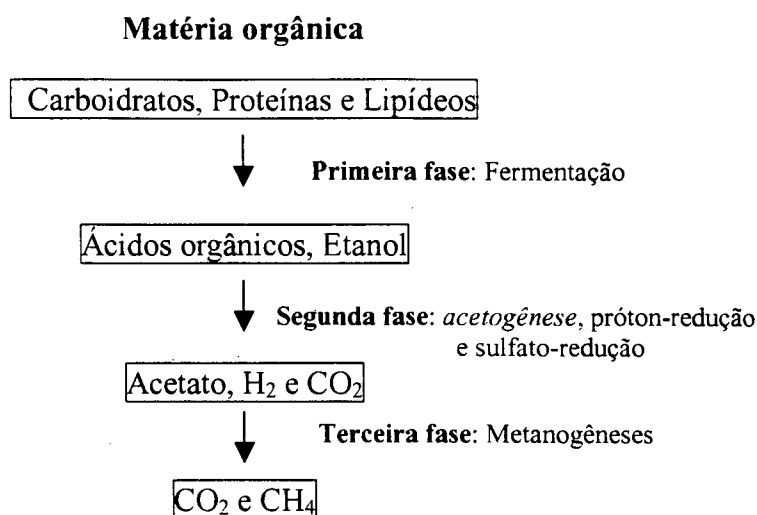 Matéria orgânica
Carboidratos, Proteínas e Lipídeos
Primeira fase: Fermentação
Ácidos orgânicos, Etanol
Segunda fase: acetogênese, próton-redução
e sulfato-redução
Acetato, H₂ e CO₂
Terceira fase: Metanogêneses
CO₂ e CH₄